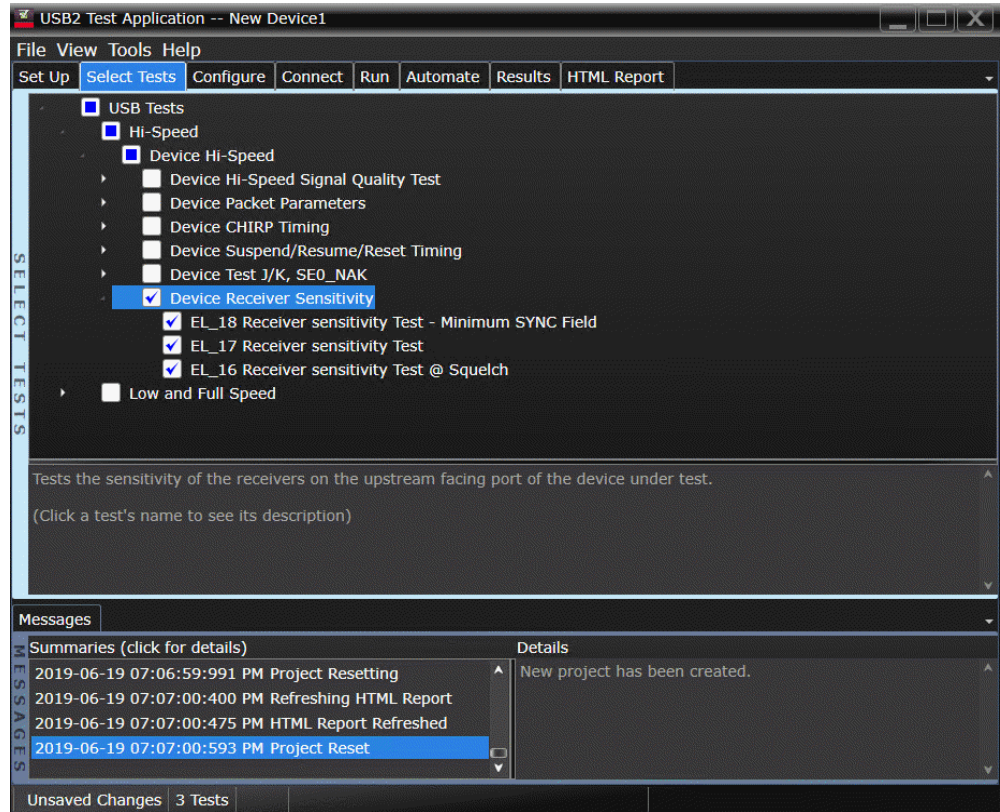 USB2 Test Application -- New Device1
File View Tools Help
Set Up Select Tests Configure Connect Run Automate Results HTML Report
SELECT TESTS
USB Tests
Hi-Speed
Device Hi-Speed
Device Hi-Speed Signal Quality Test
Device Packet Parameters
Device CHIRP Timing
Device Suspend/Resume/Reset Timing
Device Test J/K, SE0_NAK
Device Receiver Sensitivity
EL_18 Receiver sensitivity Test - Minimum SYNC Field
EL_17 Receiver sensitivity Test
EL_16 Receiver sensitivity Test @ Squelch
Low and Full Speed
Tests the sensitivity of the receivers on the upstream facing port of the device under test.
(Click a test's name to see its description)
Messages
MESSAGES
Summaries (click for details)
2019-06-19 07:06:59:991 PM Project Resetting
2019-06-19 07:07:00:400 PM Refreshing HTML Report
2019-06-19 07:07:00:475 PM HTML Report Refreshed
2019-06-19 07:07:00:593 PM Project Reset
Details
New project has been created.
Unsaved Changes 3 Tests